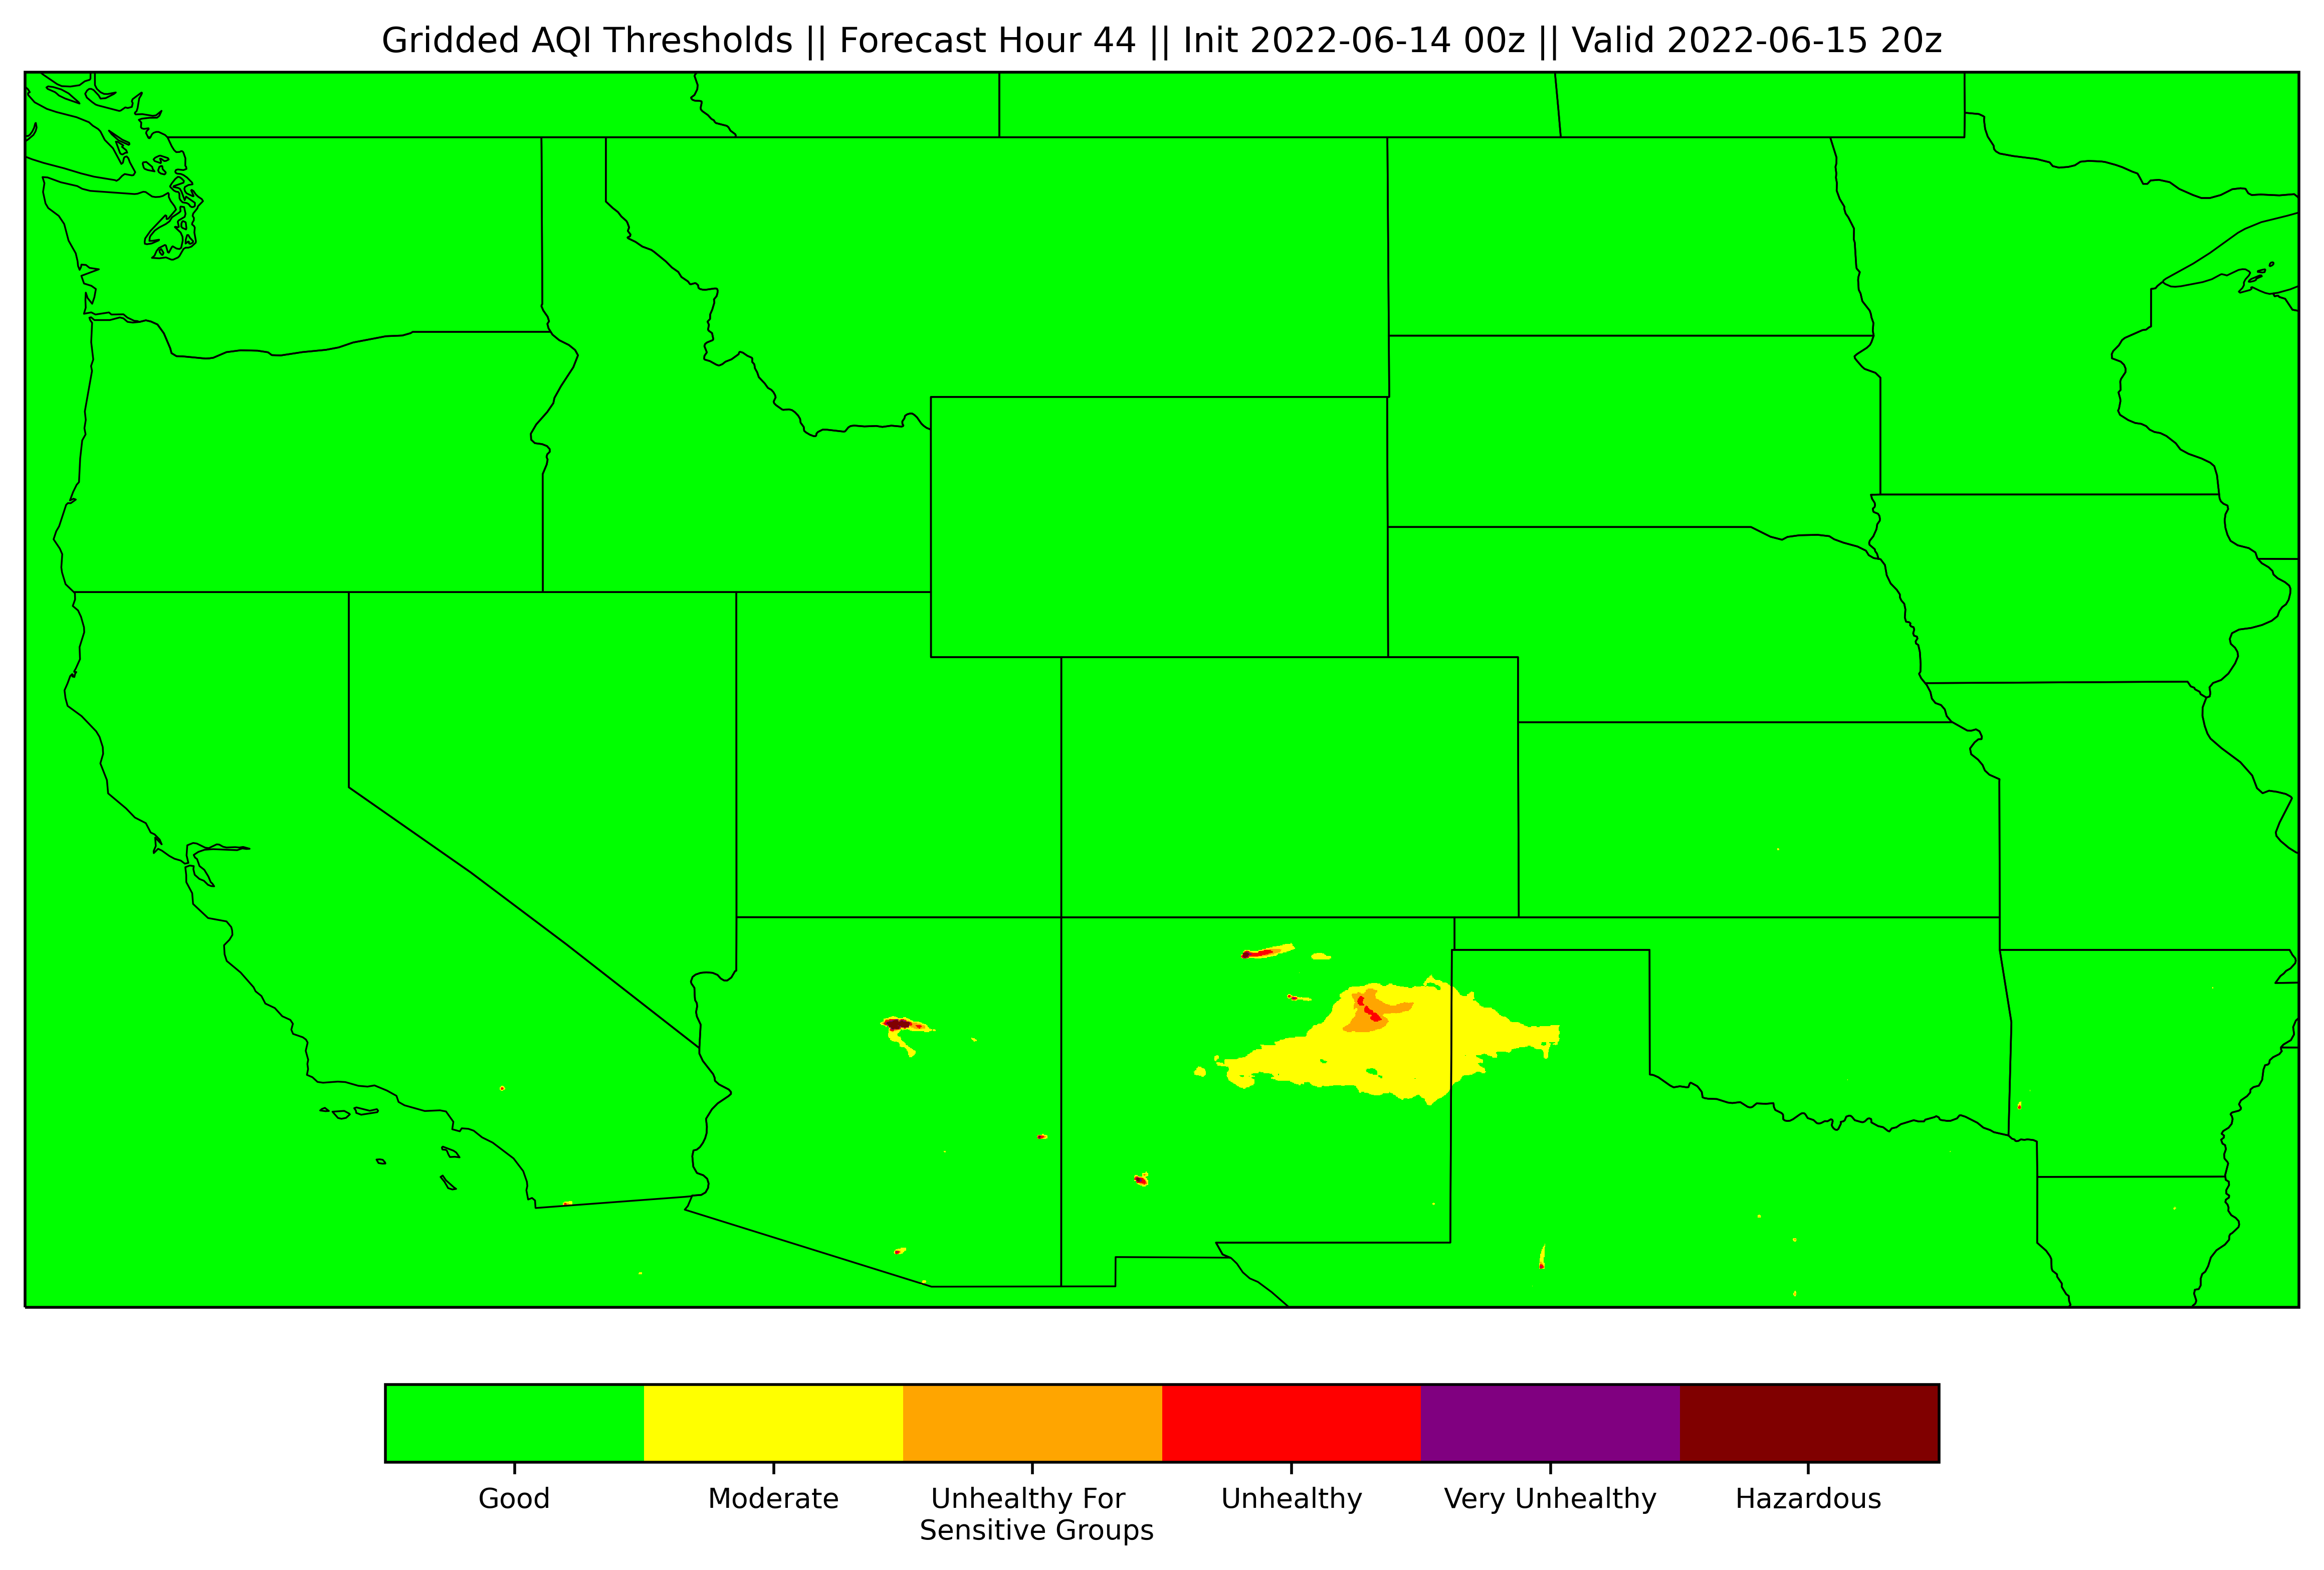 Gridded AQI Thresholds || Forecast Hour 44 || Init 2022-06-14 00z || Valid 2022-06-15 20z
Good Moderate Unhealthy For Unhealthy Very Unhealthy Hazardous
Sensitive Groups